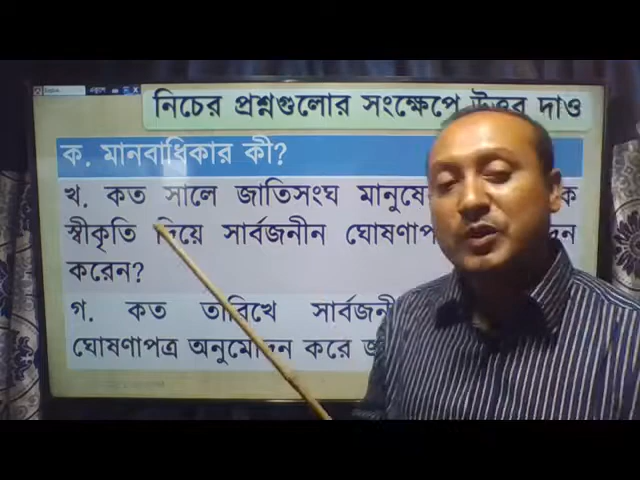 নিচের প্রশ্নগুলোর সংক্ষেপে উত্তর দাও
ক. মানবাধিকার কী?
খ. কত সালে জাতিসংঘ মানুষে ক
স্বীকৃতি দিয়ে সার্বজনীন ঘোষণাপ ন
করেন?
গ. কত তারিখে সার্বজনী
ঘোষণাপত্র অনুমোদন করে জ